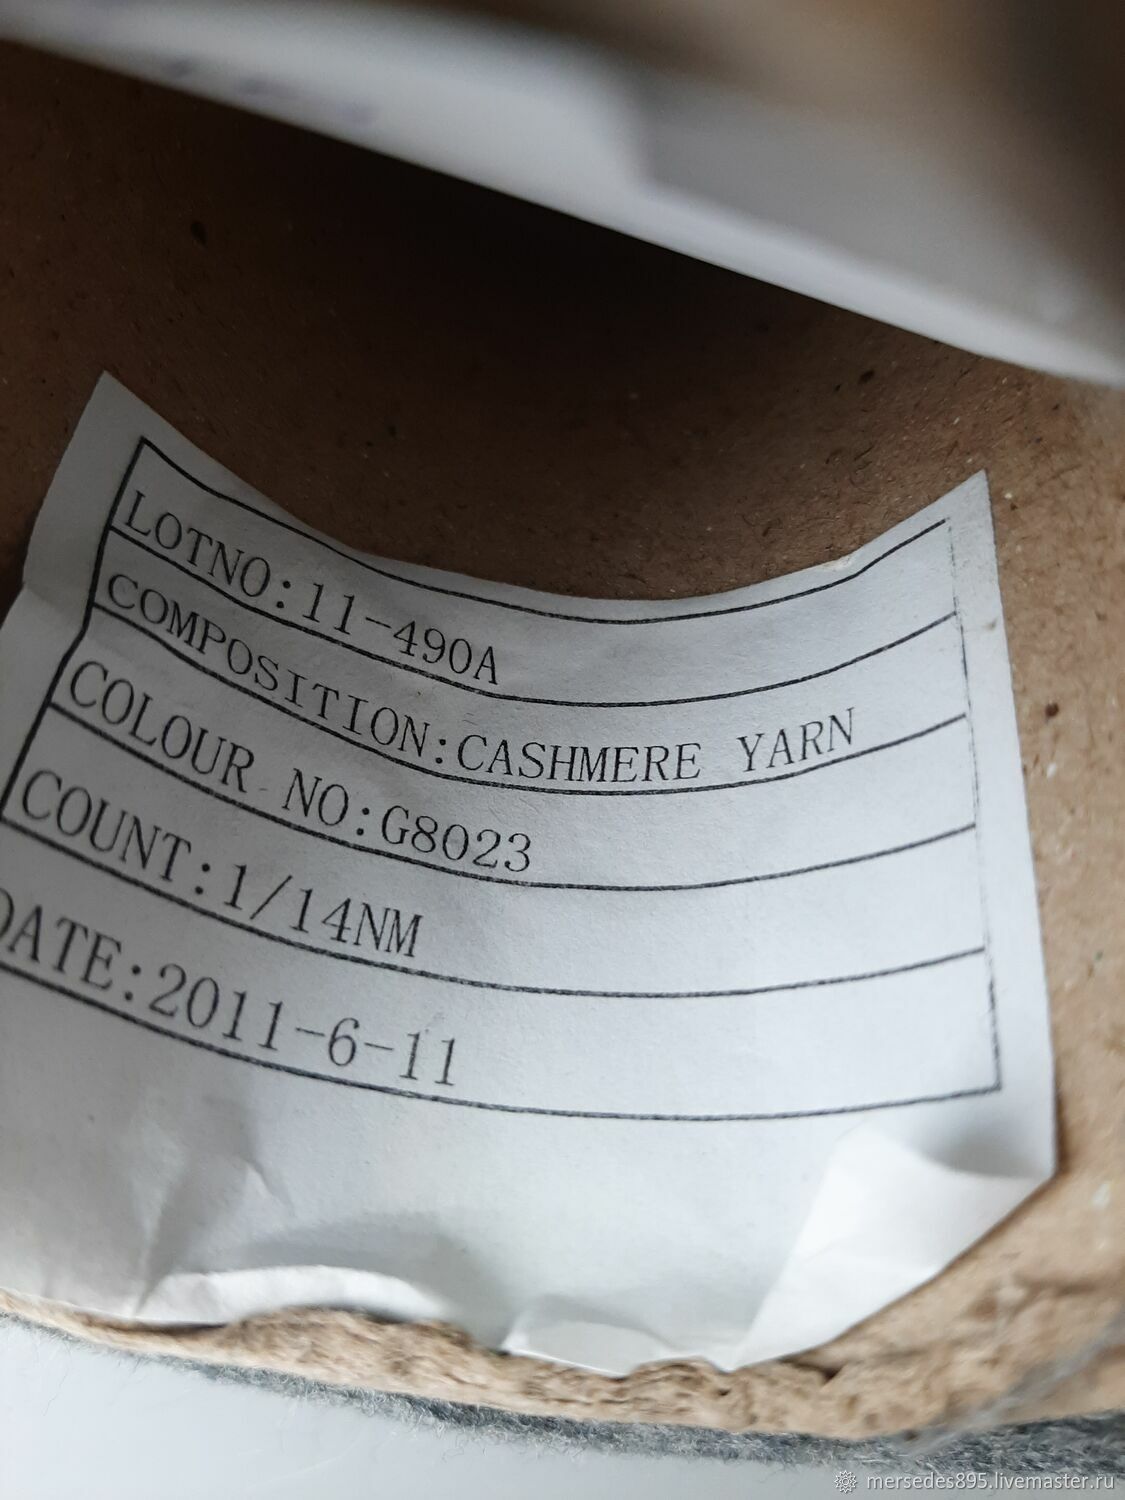 LOTNO:11-490A
COMPOSITION:CASHMERE YARN
COLOUR NO:G8023
COUNT:1/14NM
DATE:2011-6-11
mersedes895.livemaster.ru